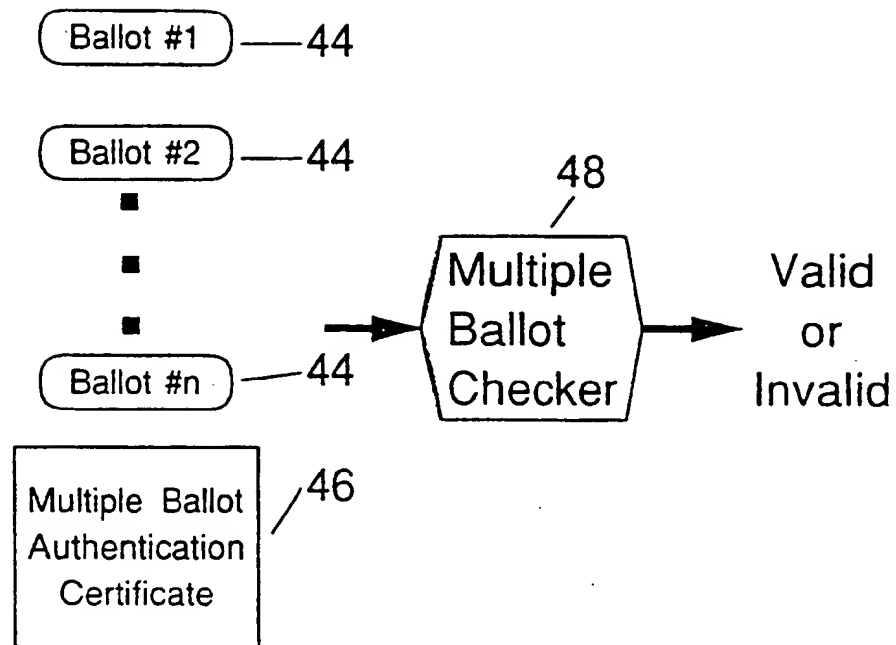 Ballot #1
44
Ballot #2
44
Ballot #n
44
Multiple Ballot
Authentication
Certificate
46
48
Multiple
Ballot
Checker
Valid
or
Invalid